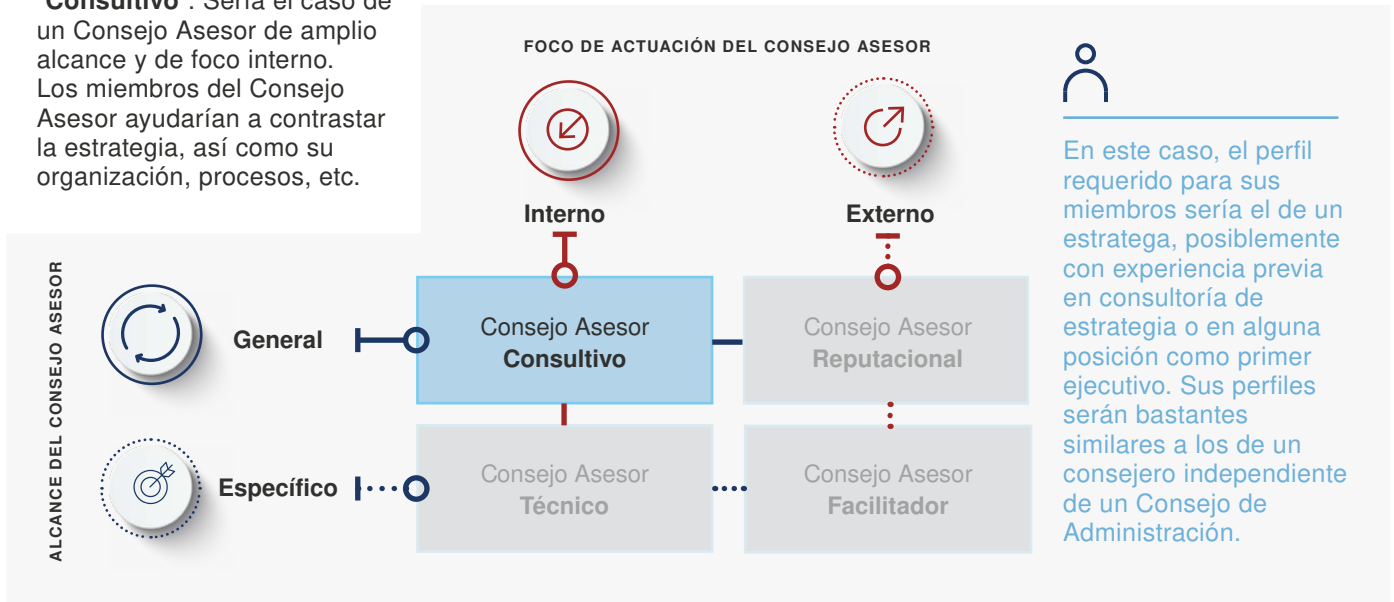 "Consultivo". Sería el caso de
un Consejo Asesor de amplio
alcance y de foco interno.
Los miembros del Consejo
Asesor ayudarían a contrastar
la estrategia, así como su
organización, procesos, etc.
FOCO DE ACTUACIÓN DEL CONSEJO ASESOR
Interno
Externo
ALCANCE DEL CONSEJO ASESOR
General
Consejo Asesor
Consultivo
Consejo Asesor
Reputacional
Específico
Consejo Asesor
Técnico
Consejo Asesor
Facilitador
En este caso, el perfil
requerido para sus
miembros sería el de un
estratega, posiblemente
con experiencia previa
en consultoría de
estrategia o en alguna
posición como primer
ejecutivo. Sus perfiles
serán bastantes
similares a los de un
consejero independiente
de un Consejo de
Administración.